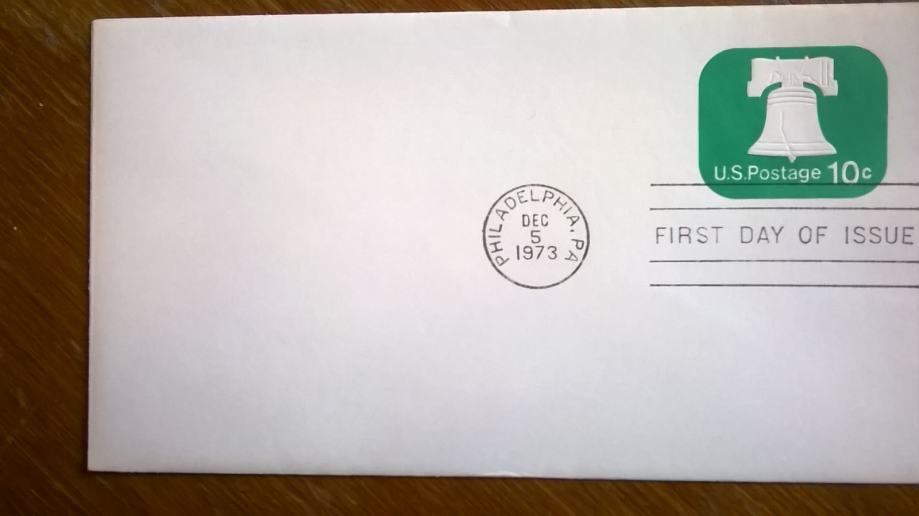 U.S.Postage 10c
PHILADELPHIA, PA
DEC
5
1973
FIRST DAY OF ISSUE